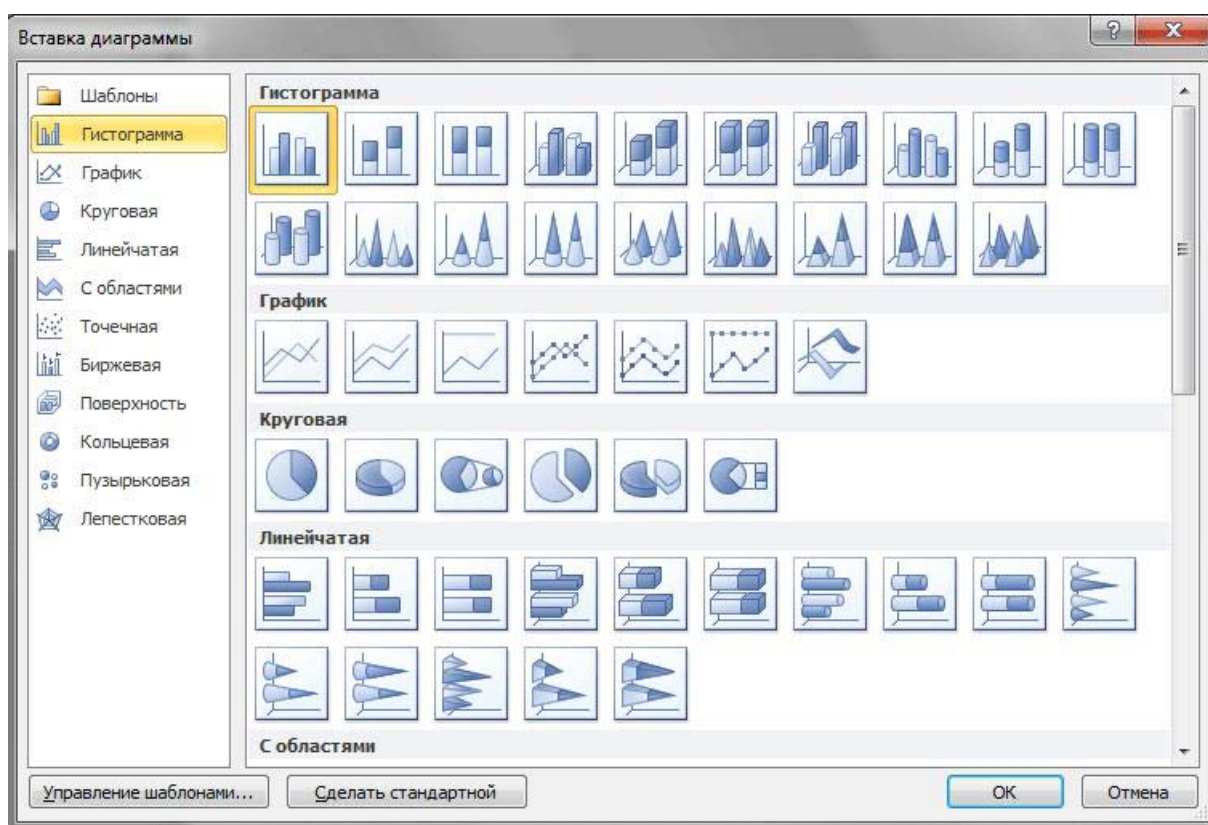 Вставка диаграммы
Шаблоны
Гистограмма
График
Круговая
Линейчатая
С областями
Точечная
Биржевая
Поверхность
Кольцевая
Пузырьковая
Лепестковая
Гистограмма
График
Круговая
Линейчатая
С областями
Управление шаблонами...
Сделать стандартной
ОК
Отмена